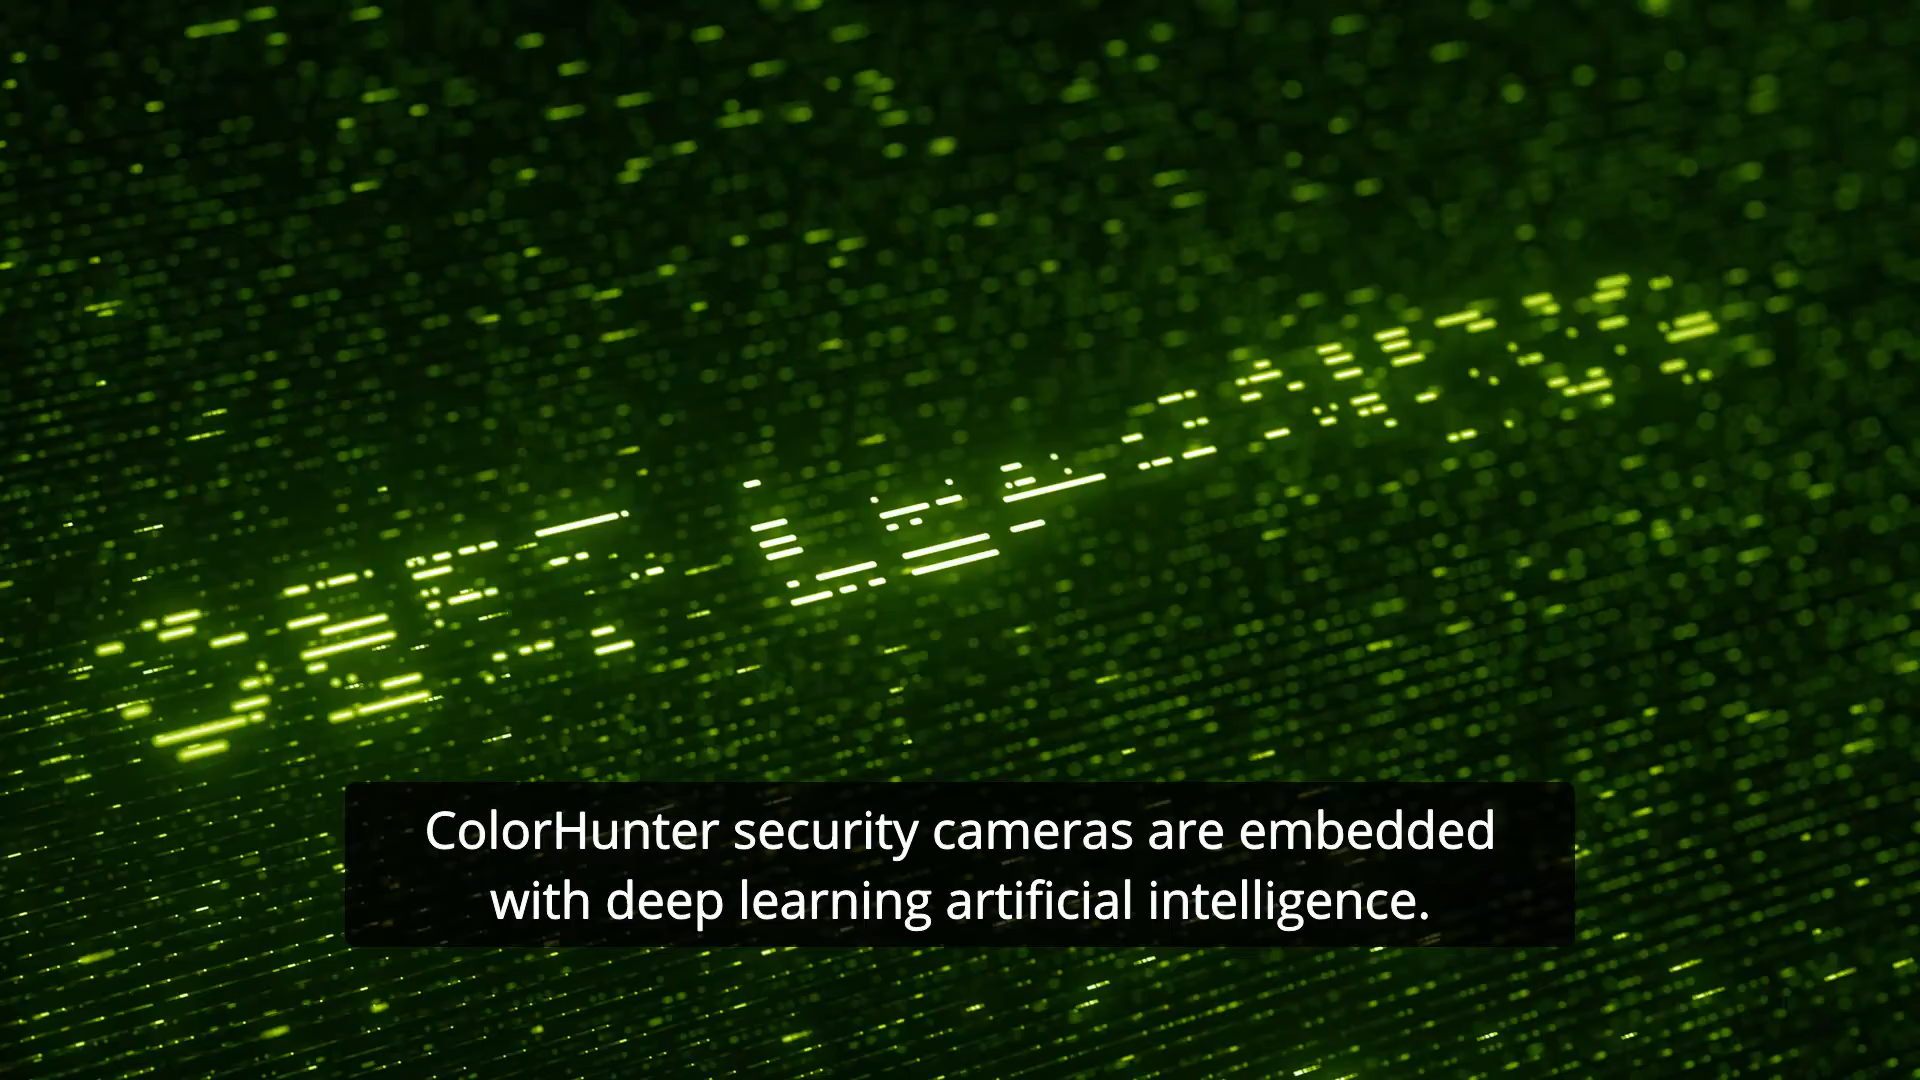 ColorHunter security cameras are embedded
with deep learning artificial intelligence.